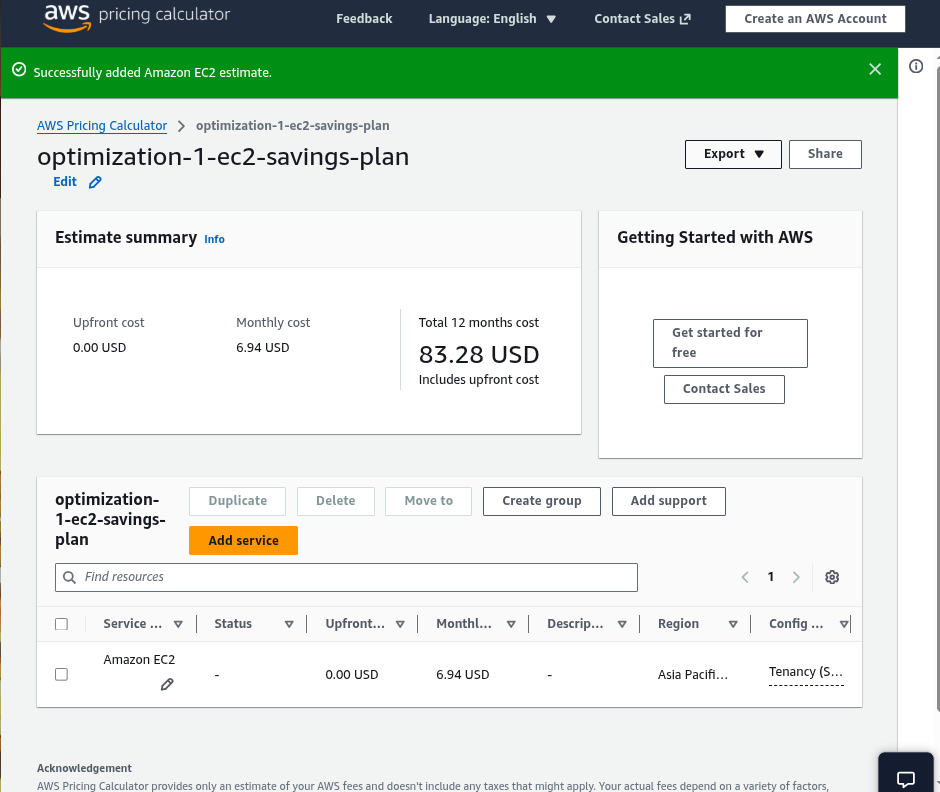 aws pricing calculator
Feedback
Language: English
Contact Sales
Create an AWS Account
Successfully added Amazon EC2 estimate.
AWS Pricing Calculator
optimization-1-ec2-savings-plan
optimization-1-ec2-savings-plan
Edit
Export
Share
Estimate summary Info
Upfront cost
0.00 USD
Monthly cost
6.94 USD
Total 12 months cost
83.28 USD
Includes upfront cost
Getting Started with AWS
Get started for
free
Contact Sales
optimization-
1-ec2-savings-
plan
Duplicate
Delete
Move to
Create group
Add support
Add service
Find resources
1
Service ...
Status
Upfront...
Monthl...
Descrip...
Region
Config ...
Amazon EC2
-
0.00 USD
6.94 USD
-
Asia Pacifi...
Tenancy (S...
Acknowledgement
AWS Pricing Calculator provides only an estimate of your AWS fees and doesn't include any taxes that might apply. Your actual fees depend on a variety of factors,